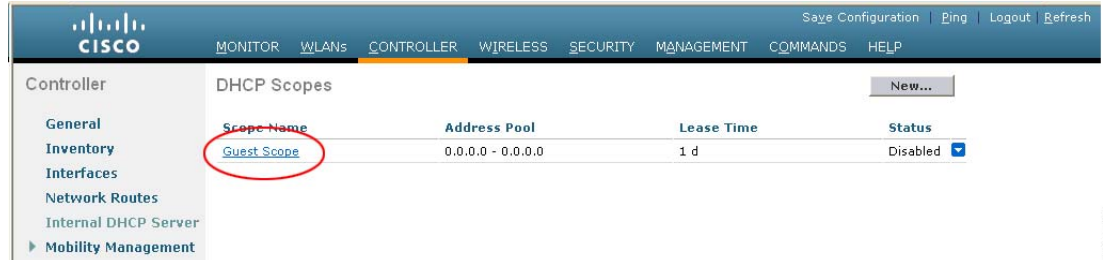 Save Configuration | Ping | Logout | Refresh
CISCO
MONITOR WLANs CONTROLLER WIRELESS SECURITY MANAGEMENT COMMANDS HELP
Controller
DHCP Scopes
New...
General
Inventory
Interfaces
Network Routes
Internal DHCP Server
Mobility Management
Scope Name Address Pool Lease Time Status
Guest Scope 0.0.0.0 - 0.0.0.0 1 d Disabled